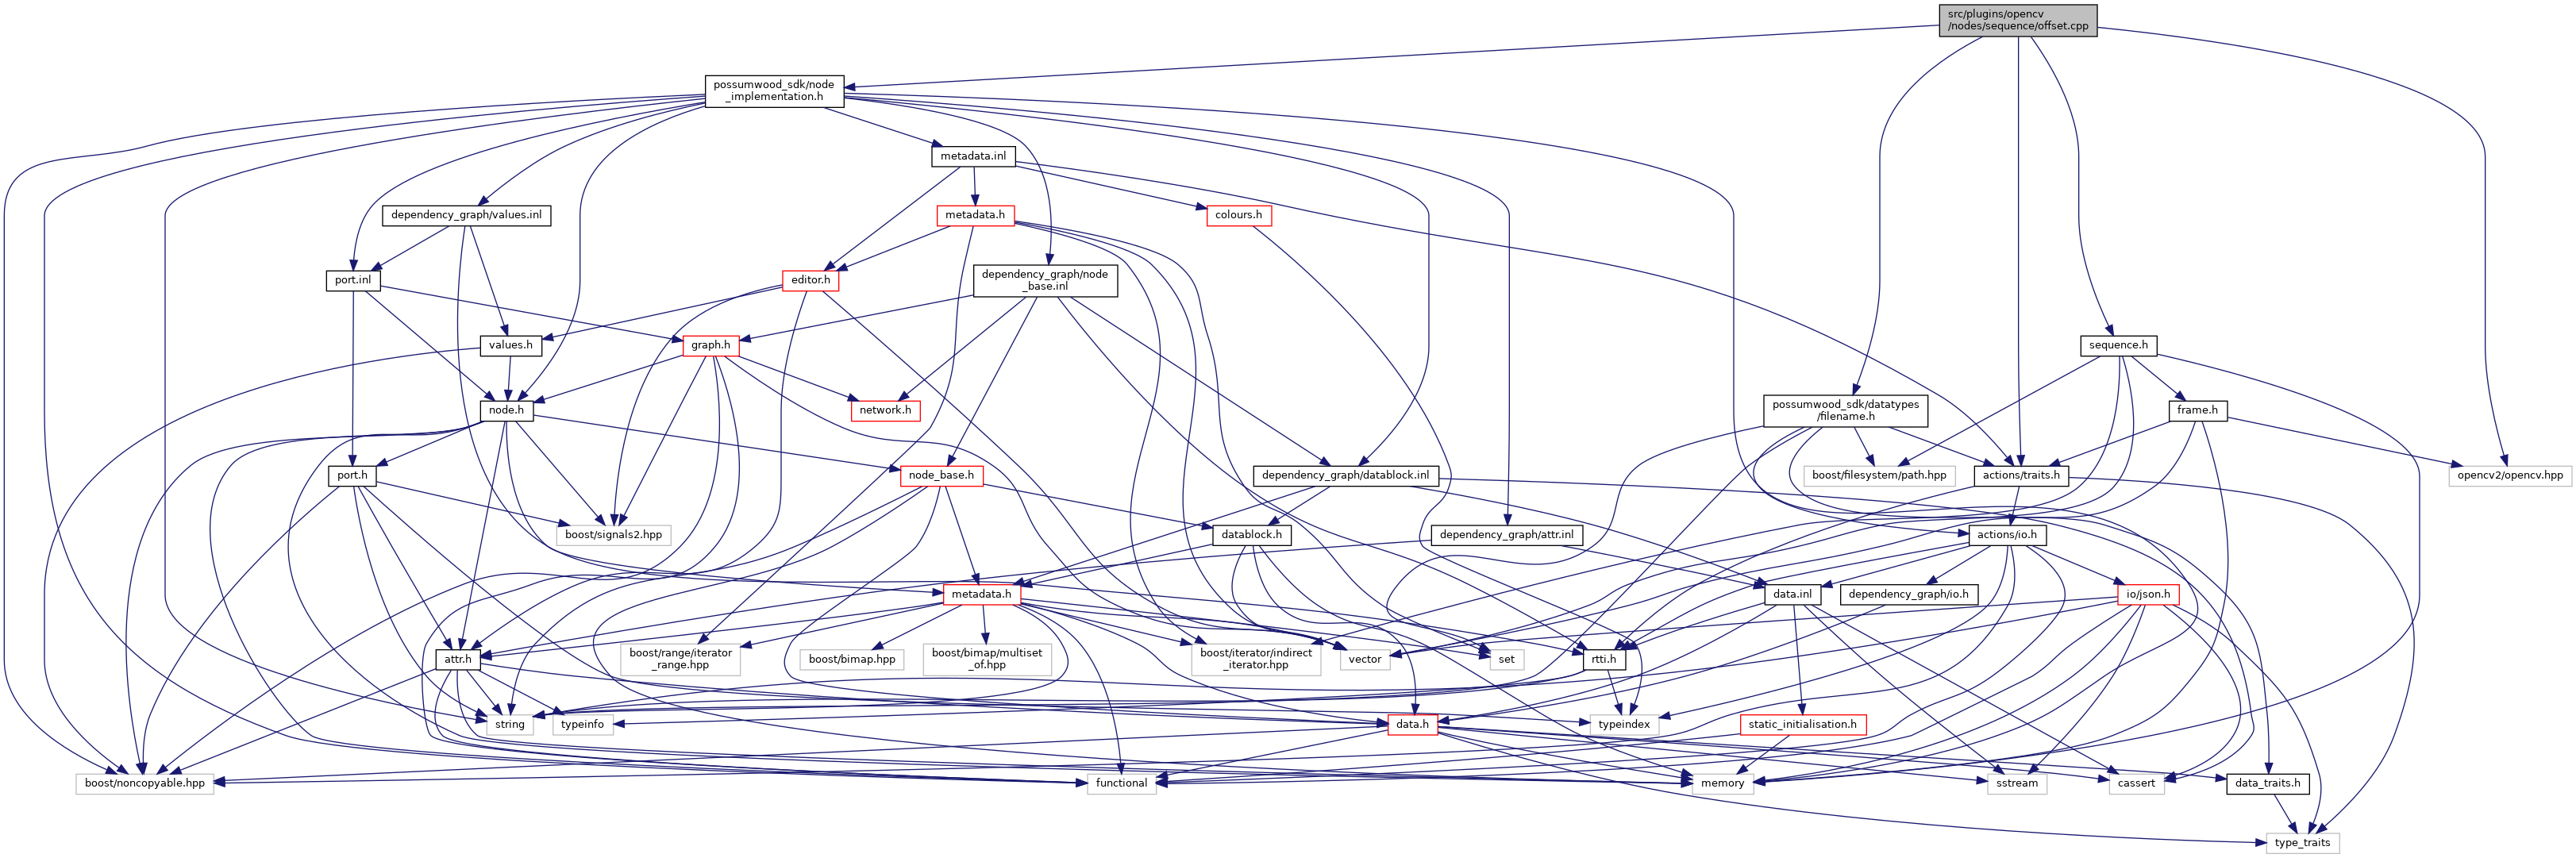 src/plugins/opencv
/nodes/sequence/offset.cpp
possumwood_sdk/node
_implementation.h
metadata.inl
dependency_graph/values.inl
metadata.h
colours.h
port.inl
editor.h
dependency_graph/node
_base.inl
values.h
graph.h
sequence.h
node.h
network.h
possumwood_sdk/datatypes
/filename.h
frame.h
port.h
node_base.h
dependency_graph/datablock.inl
boost/filesystem/path.hpp
actions/traits.h
opencv2/opencv.hpp
boost/signals2.hpp
datablock.h
dependency_graph/attr.inl
actions/io.h
metadata.h
data.inl
dependency_graph/io.h
io/json.h
attr.h
boost/range/iterator
_range.hpp
boost/bimap.hpp
boost/bimap/multiset
_of.hpp
boost/iterator/indirect
_iterator.hpp
vector
set
rtti.h
string
typeinfo
data.h
static_initialisation.h
typeindex
boost/noncopyable.hpp
functional
memory
sstream
cassert
data_traits.h
type_traits